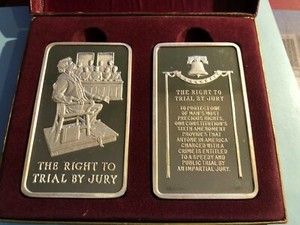 THE RIGHT TO
TRIAL BY JURY
THE RIGHT TO
TRIAL BY JURY
TO PROTECT ONE
OF MAN'S MOST
PRECIOUS RIGHTS,
OUR CONSTITUTION'S
SIXTH AMENDMENT
PROVIDES THAT
ANYONE IN AMERICA
CHARGED WITH A
CRIME IS ENTITLED
TO A SPEEDY AND
PUBLIC TRIAL BY
AN IMPARTIAL JURY.